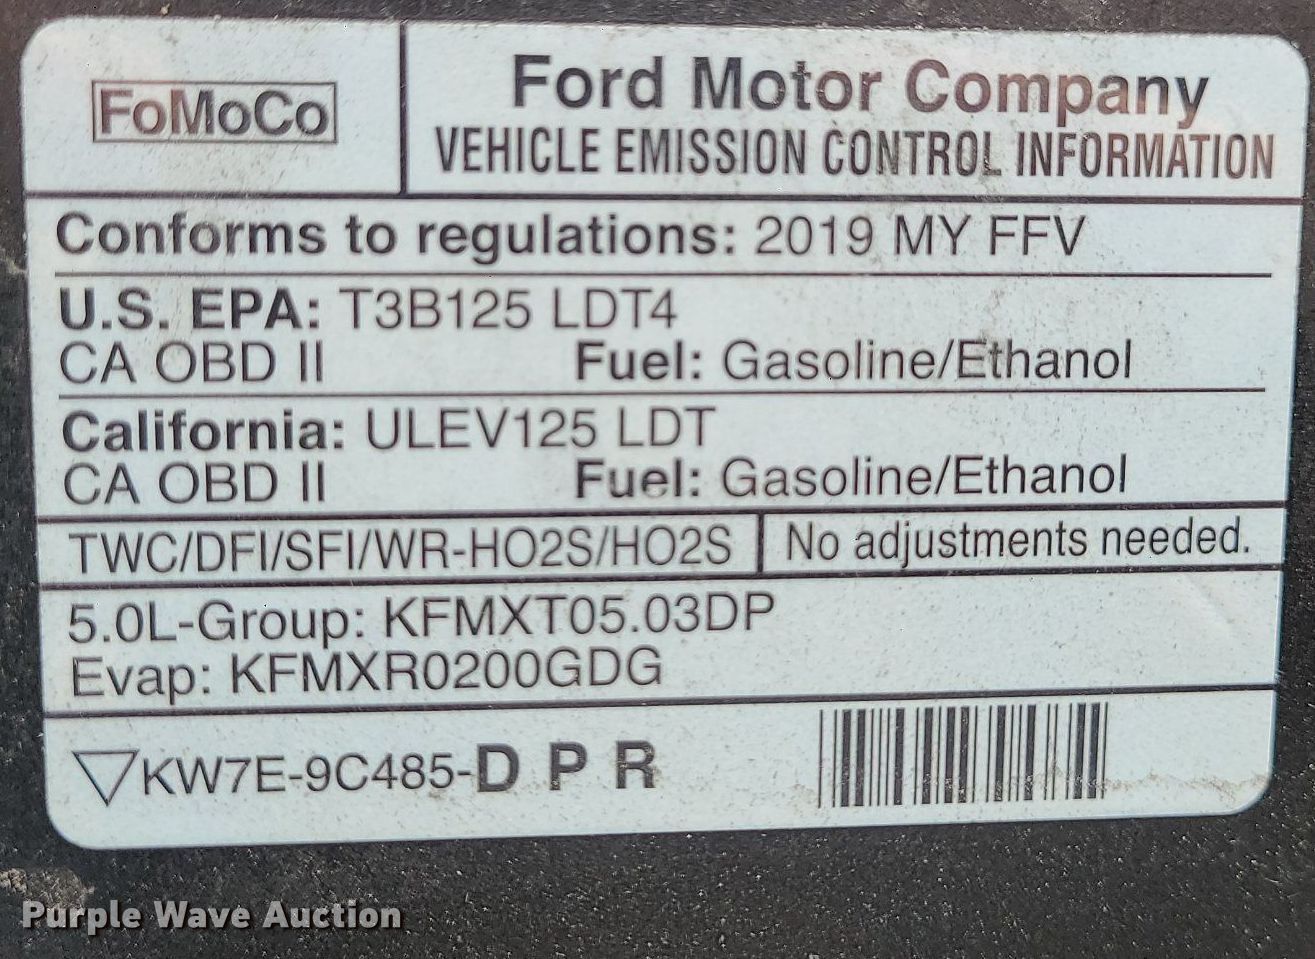 FoMoCo
Ford Motor Company
VEHICLE EMISSION CONTROL INFORMATION
Conforms to regulations: 2019 MY FFV
U.S. EPA: T3B125 LDT4
CA OBD II Fuel: Gasoline/Ethanol
California: ULEV125 LDT
CA OBD II Fuel: Gasoline/Ethanol
TWC/DFI/SFI/WR-HO2S/HO2S No adjustments needed.
5.0L-Group: KFMXT05.03DP
Evap: KFMXR0200GDG
KW7E-9C485-D P R
Purple Wave Auction